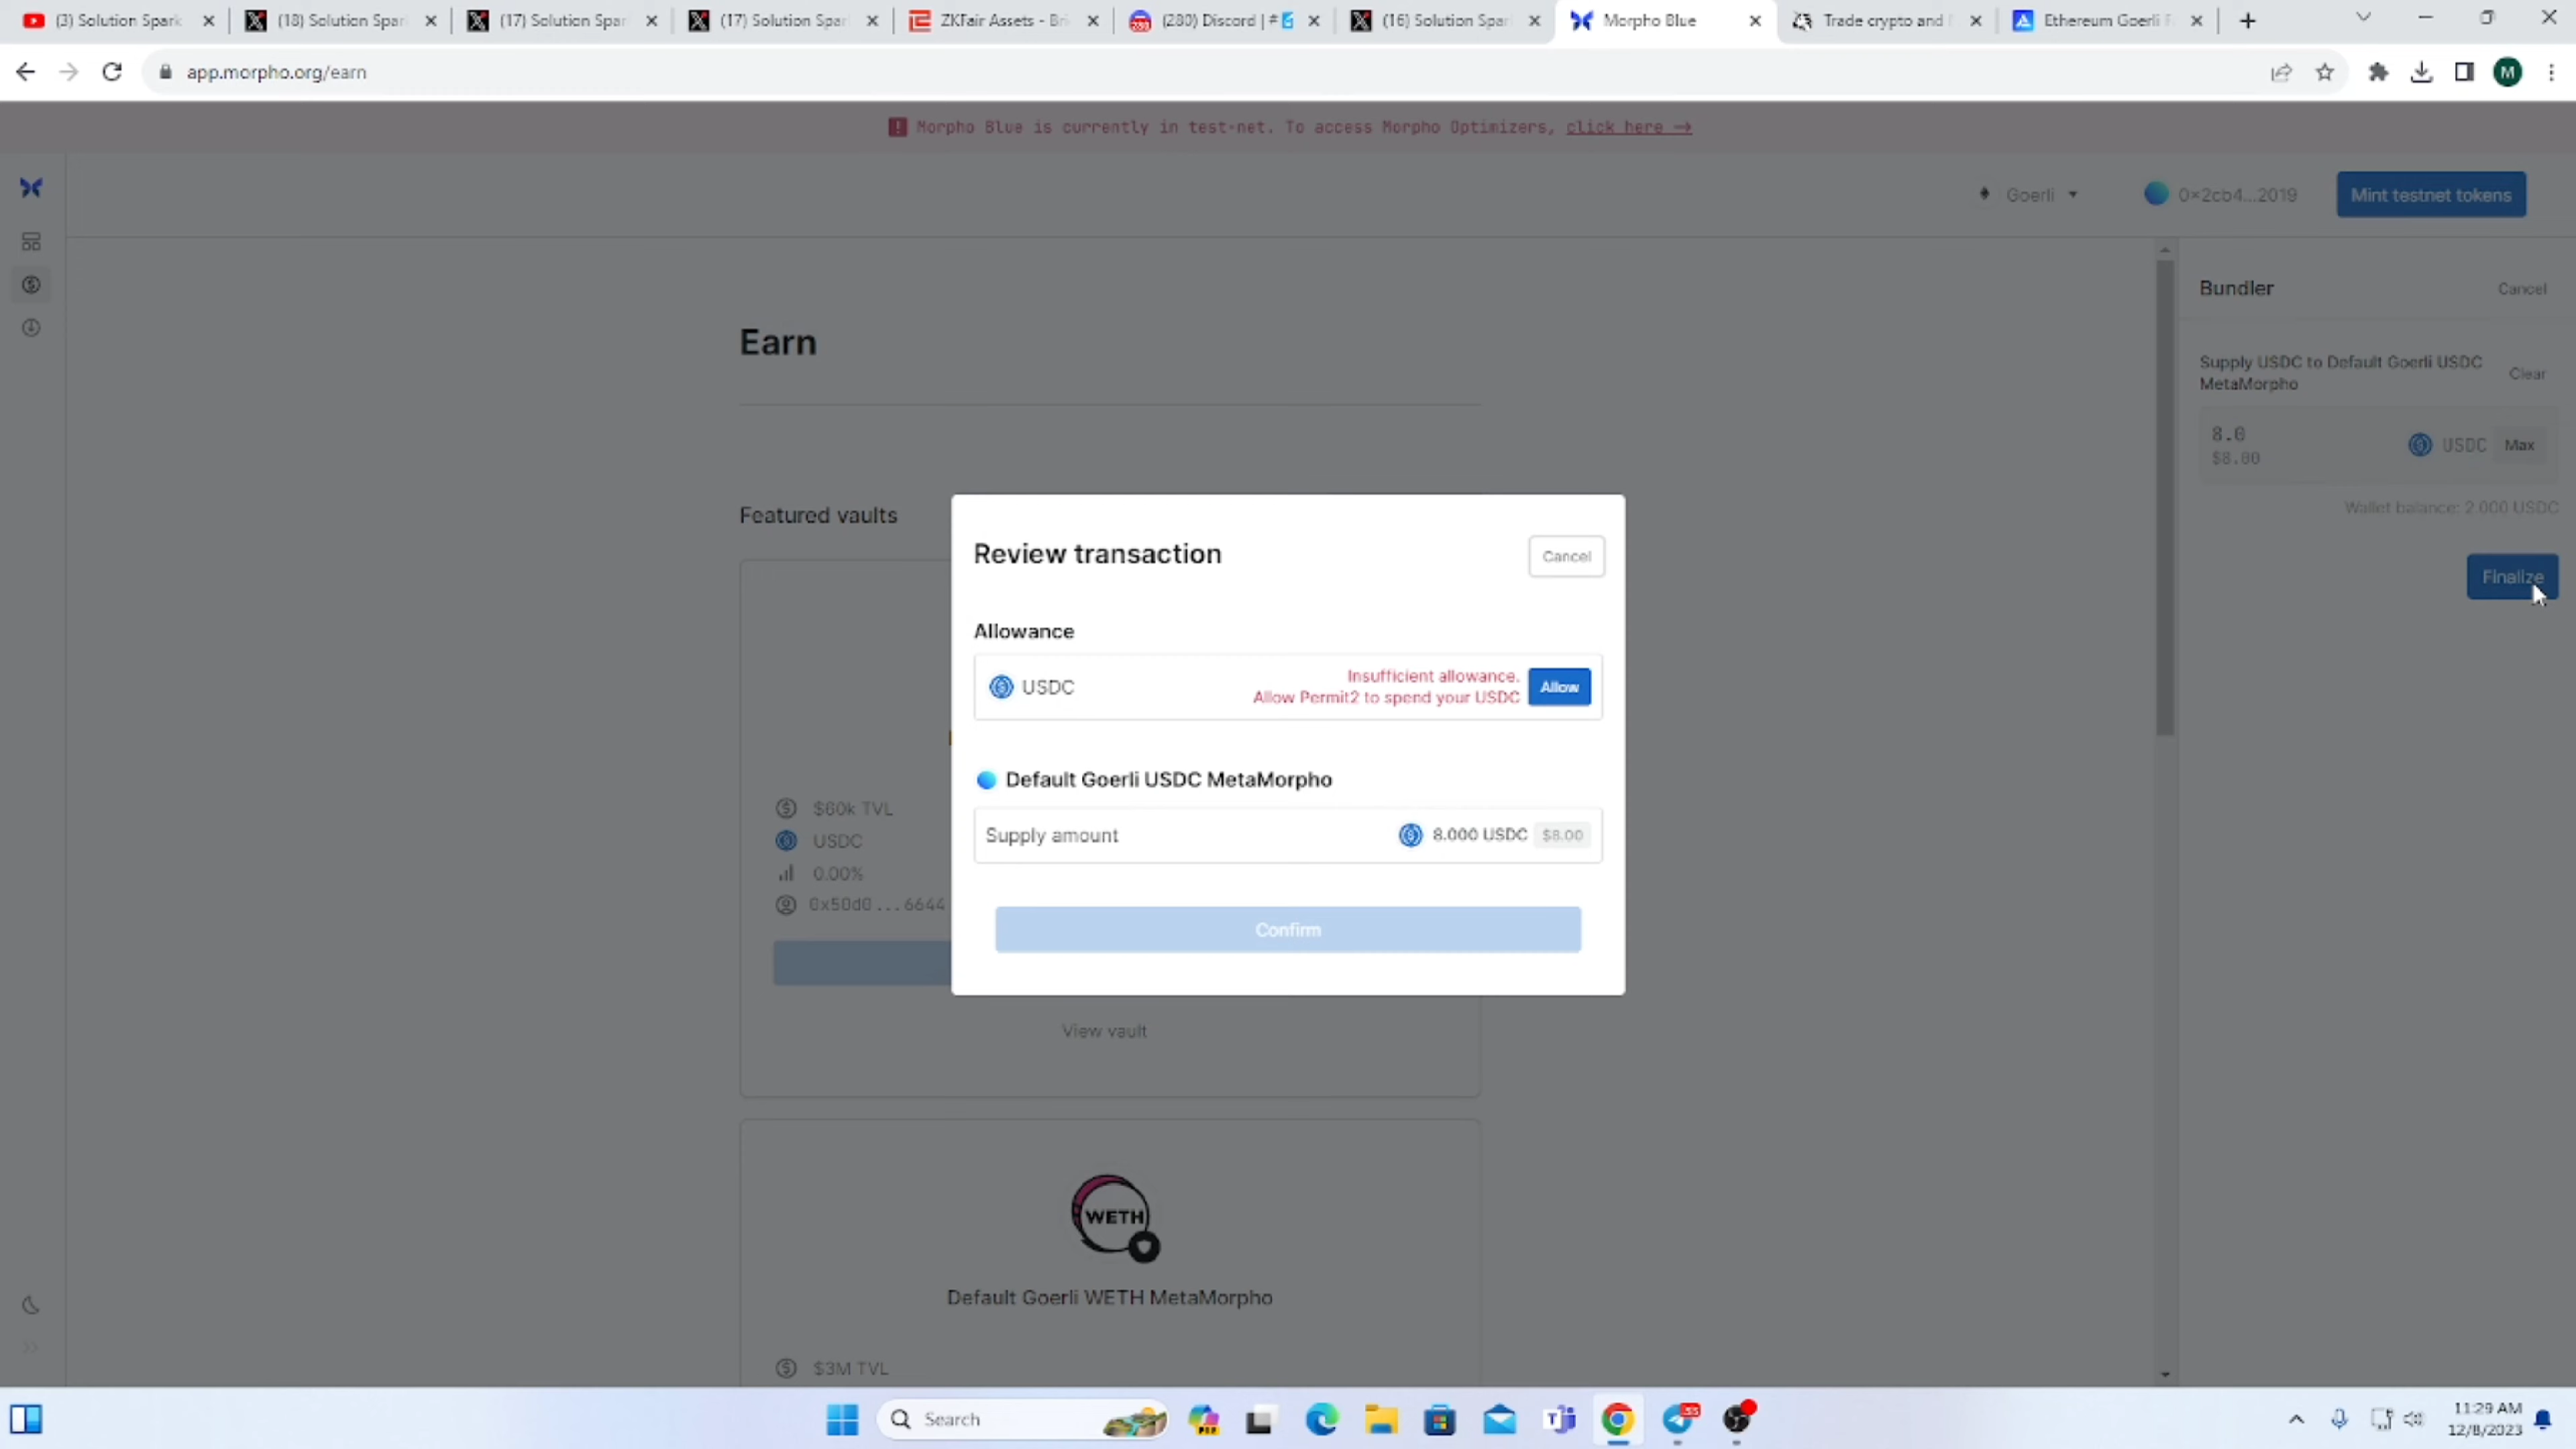 (3) Solution Spark
(18) Solution Spar
(17) Solution Spar
(17) Solution Spar
ZKFair Assets - Bri
(280) Discord | #
(16) Solution Spar
Morpho Blue
Trade crypto and
Ethereum Goerli F
app.morpho.org/earn
M
Morpho Blue is currently in test-net. To access Morpho Optimizers, click here →
Goerli
0×2cb4...2019
Mint testnet tokens
Earn
Featured vaults
$60k TVL
USDC
0.00%
0x50d0...6644
View vault
WETH
Default Goerli WETH MetaMorpho
$3M TVL
Review transaction
Cancel
Allowance
USDC
Insufficient allowance.
Allow Permit2 to spend your USDC
Allow
Default Goerli USDC MetaMorpho
Supply amount
8.000 USDC
$8.00
Confirm
Bundler
Cancel
Supply USDC to Default Goerli USDC
MetaMorpho
Clear
8.0
$8.00
USDC
Max
Wallet balance: 2.000 USDC
Finalize
Search
11:29 AM
12/8/2023